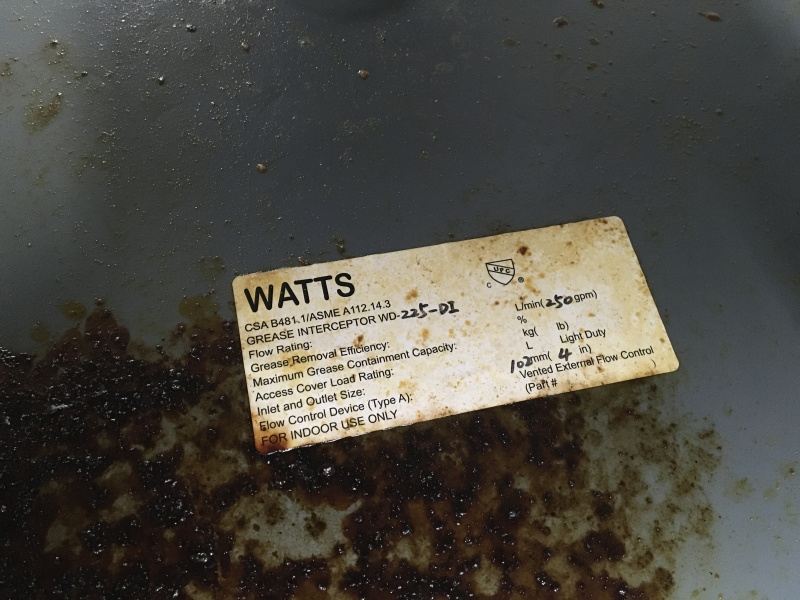 WATTS
UPC
C ®
CSA B481.1/ASME A112.14.3
GREASE INTERCEPTOR WD-225-DI
Flow Rating: L/min(250gpm)
Grease Removal Efficiency: %
Maximum Grease Containment Capacity: kg( lb)
Access Cover Load Rating: L Light Duty
Inlet and Outlet Size: 102mm( 4 in)
Flow Control Device (Type A): Vented External Flow Control
(Part # )
FOR INDOOR USE ONLY